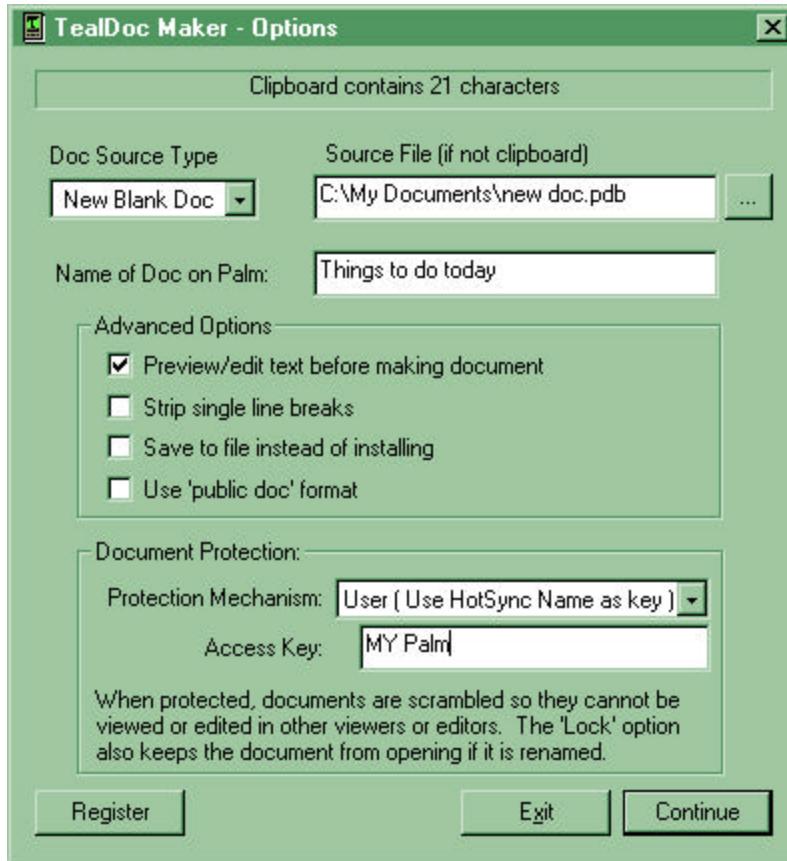 TealDoc Maker - Options
Clipboard contains 21 characters
Doc Source Type
Source File (if not clipboard)
New Blank Doc
C:\My Documents\new doc.pdb
...
Name of Doc on Palm:
Things to do today
Advanced Options
Preview/edit text before making document
Strip single line breaks
Save to file instead of installing
Use 'public doc' format
Document Protection:
Protection Mechanism:
User ( Use HotSync Name as key )
Access Key:
MY Palm
When protected, documents are scrambled so they cannot be
viewed or edited in other viewers or editors.  The 'Lock' option
also keeps the document from opening if it is renamed.
Register
Exit
Continue